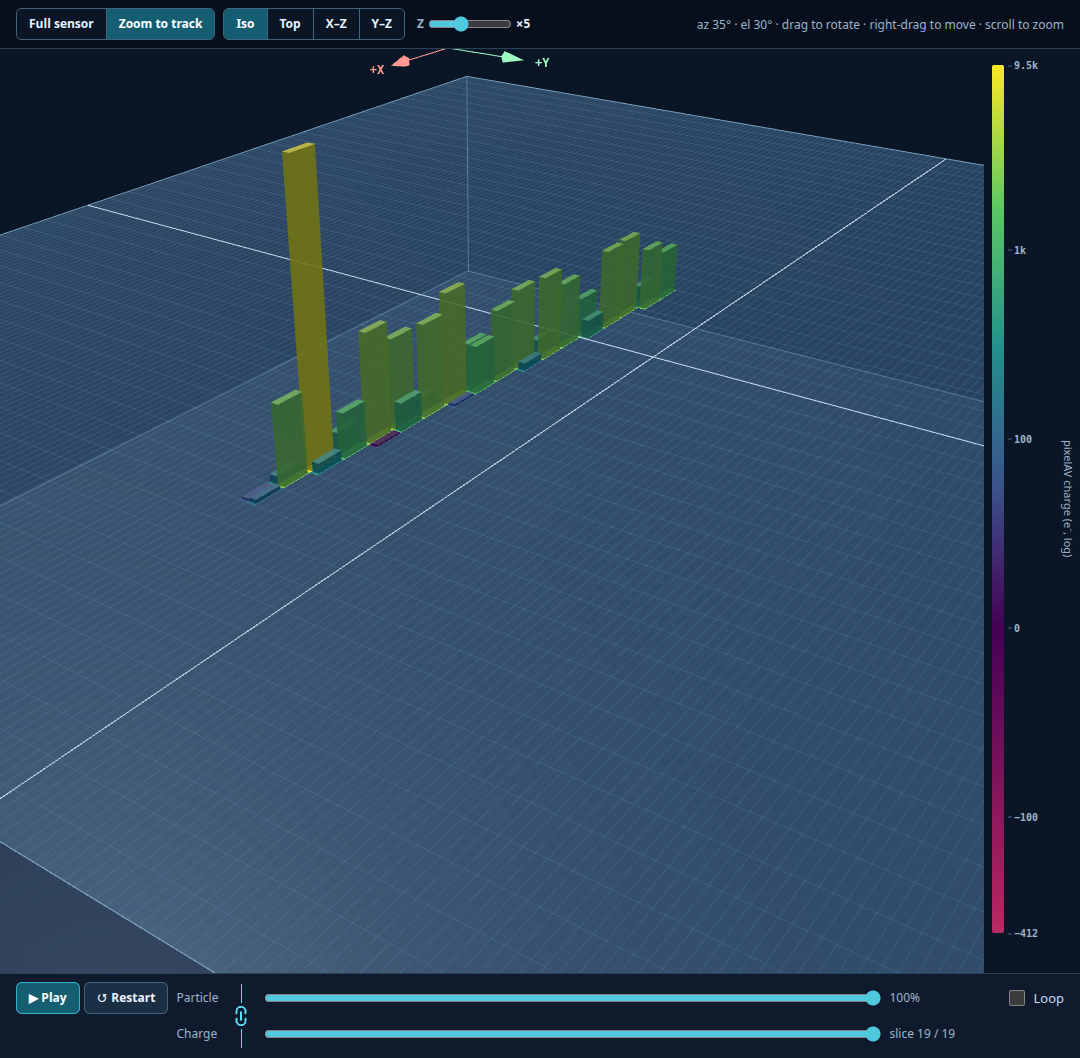 Full sensor Zoom to track Iso Top X–Z Y–Z Z ×5 az 35° · el 30° · drag to rotate · right-drag to move · scroll to zoom
+X +Y
9.5k
1k
100
0
−100
−412
pixelAV charge (e⁻, log)
▶ Play ↺ Restart Particle 100% Loop
Charge slice 19 / 19